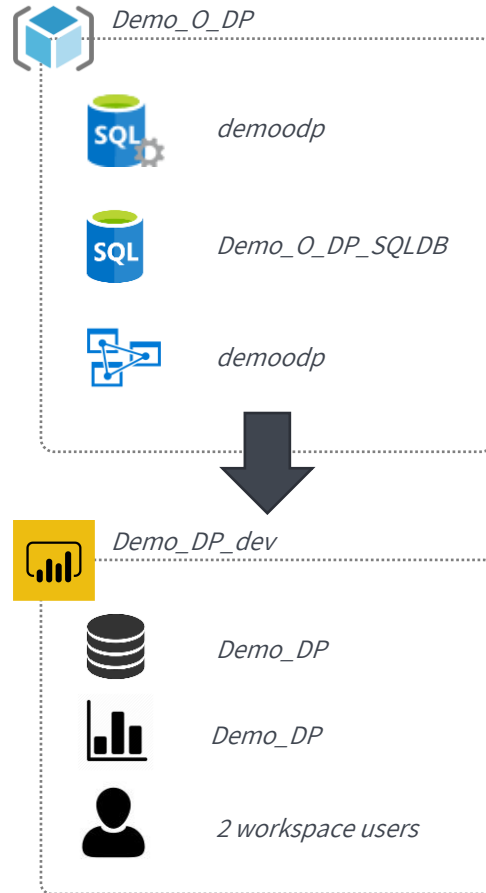 Demo_O_DP
SQL
demoodp
SQL
Demo_O_DP_SQLDB
demoodp
Demo_DP_dev
Demo_DP
Demo_DP
2 workspace users